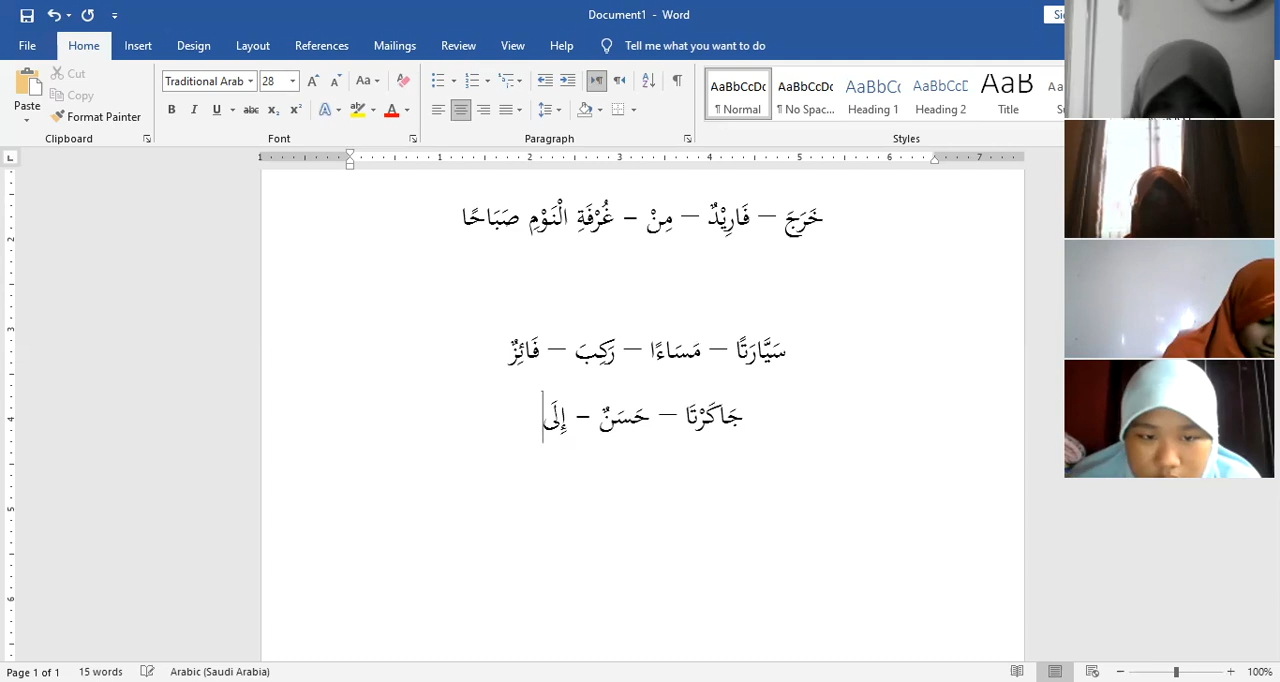 Document1 - Word
File Home Insert Design Layout References Mailings Review View Help Tell me what you want to do
Paste Cut Copy Format Painter
Traditional Arab 28
AaBbCcDc AaBbCcDc AaBbCc AaBbCcD AaB
¶ Normal ¶ No Spac... Heading 1 Heading 2 Title
Clipboard Font Paragraph Styles
خَرَجَ – فَارِيْدٌ – مِنْ – غُرْفَةِ الْنَوْمِ صَبَاحًا
سَيَّارَتًا – مَسَاءًا – رَكِبَ – فَائِزٌ
جَاكَرْتَا – حَسَنٌ – إِلَى
Page 1 of 1 15 words Arabic (Saudi Arabia) 100%